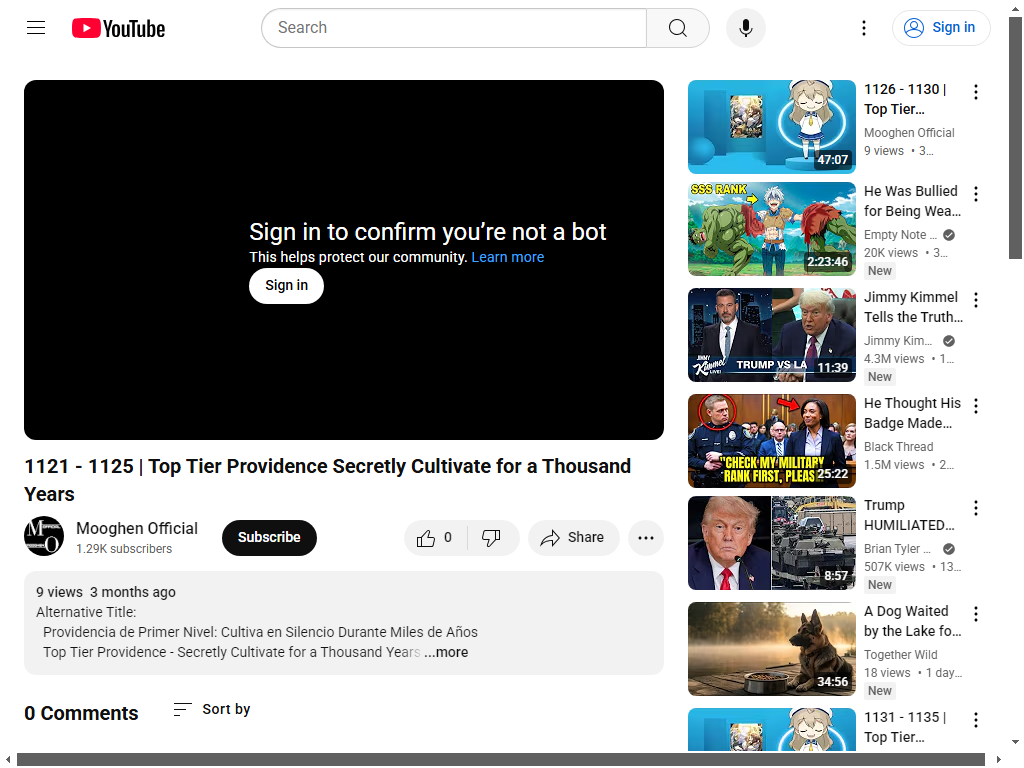 YouTube
Search
Sign in
Sign in to confirm you’re not a bot
This helps protect our community. Learn more
Sign in
1121 - 1125 | Top Tier Providence Secretly Cultivate for a Thousand
Years
Mooghen Official
1.29K subscribers
Subscribe
0
Share
9 views 3 months ago
Alternative Title:
Providencia de Primer Nivel: Cultiva en Silencio Durante Miles de Años
Top Tier Providence - Secretly Cultivate for a Thousand Years ...more
0 Comments
Sort by
47:07
1126 - 1130 |
Top Tier...
Mooghen Official
9 views • 3...
SSS RANK
2:23:46
He Was Bullied
for Being Wea...
Empty Note ...
20K views • 3...
New
JIMMY
Kimmel
LIVE!
TRUMP VS LA
11:39
Jimmy Kimmel
Tells the Truth...
Jimmy Kim...
4.3M views • 1...
New
"CHECK MY MILITARY
RANK FIRST, PLEAS
25:22
He Thought His
Badge Made...
Black Thread
1.5M views • 2...
8:57
Trump
HUMILIATED...
Brian Tyler ...
507K views • 13...
New
34:56
A Dog Waited
by the Lake fo...
Together Wild
18 views • 1 day...
New
1131 - 1135 |
Top Tier...